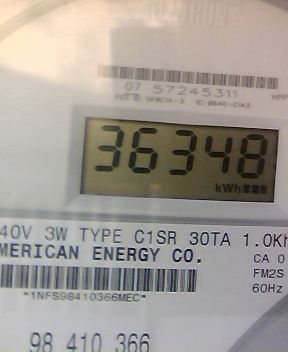 07 57245311
36348
kWh
40V 3W TYPE C1SR 30TA 1.0Kh
MERICAN ENERGY CO.
CA 0
FM2S
60Hz
*1NFS98410366MEC*
98 410 366